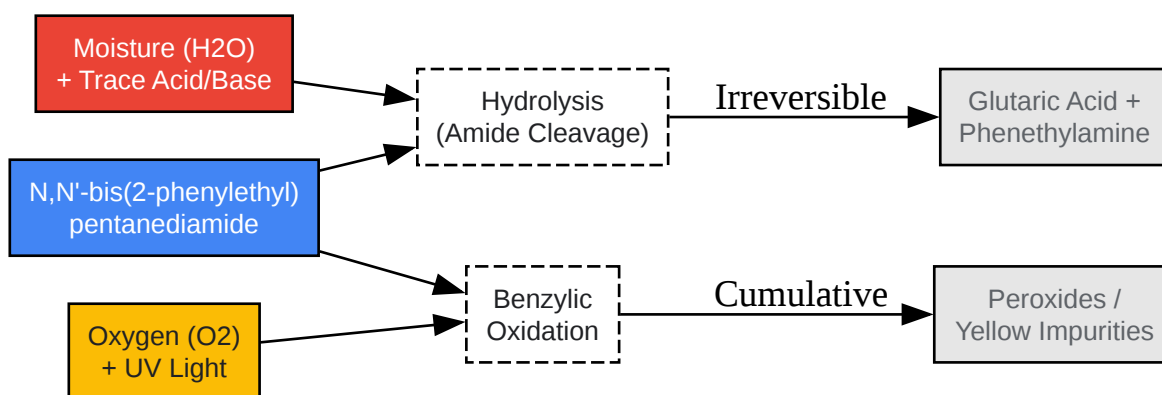 Moisture (H2O)
+ Trace Acid/Base
Hydrolysis
(Amide Cleavage)
Irreversible
Glutaric Acid +
Phenethylamine
N,N'-bis(2-phenylethyl)
pentanediamide
Oxygen (O2)
+ UV Light
Benzylic
Oxidation
Cumulative
Peroxides /
Yellow Impurities